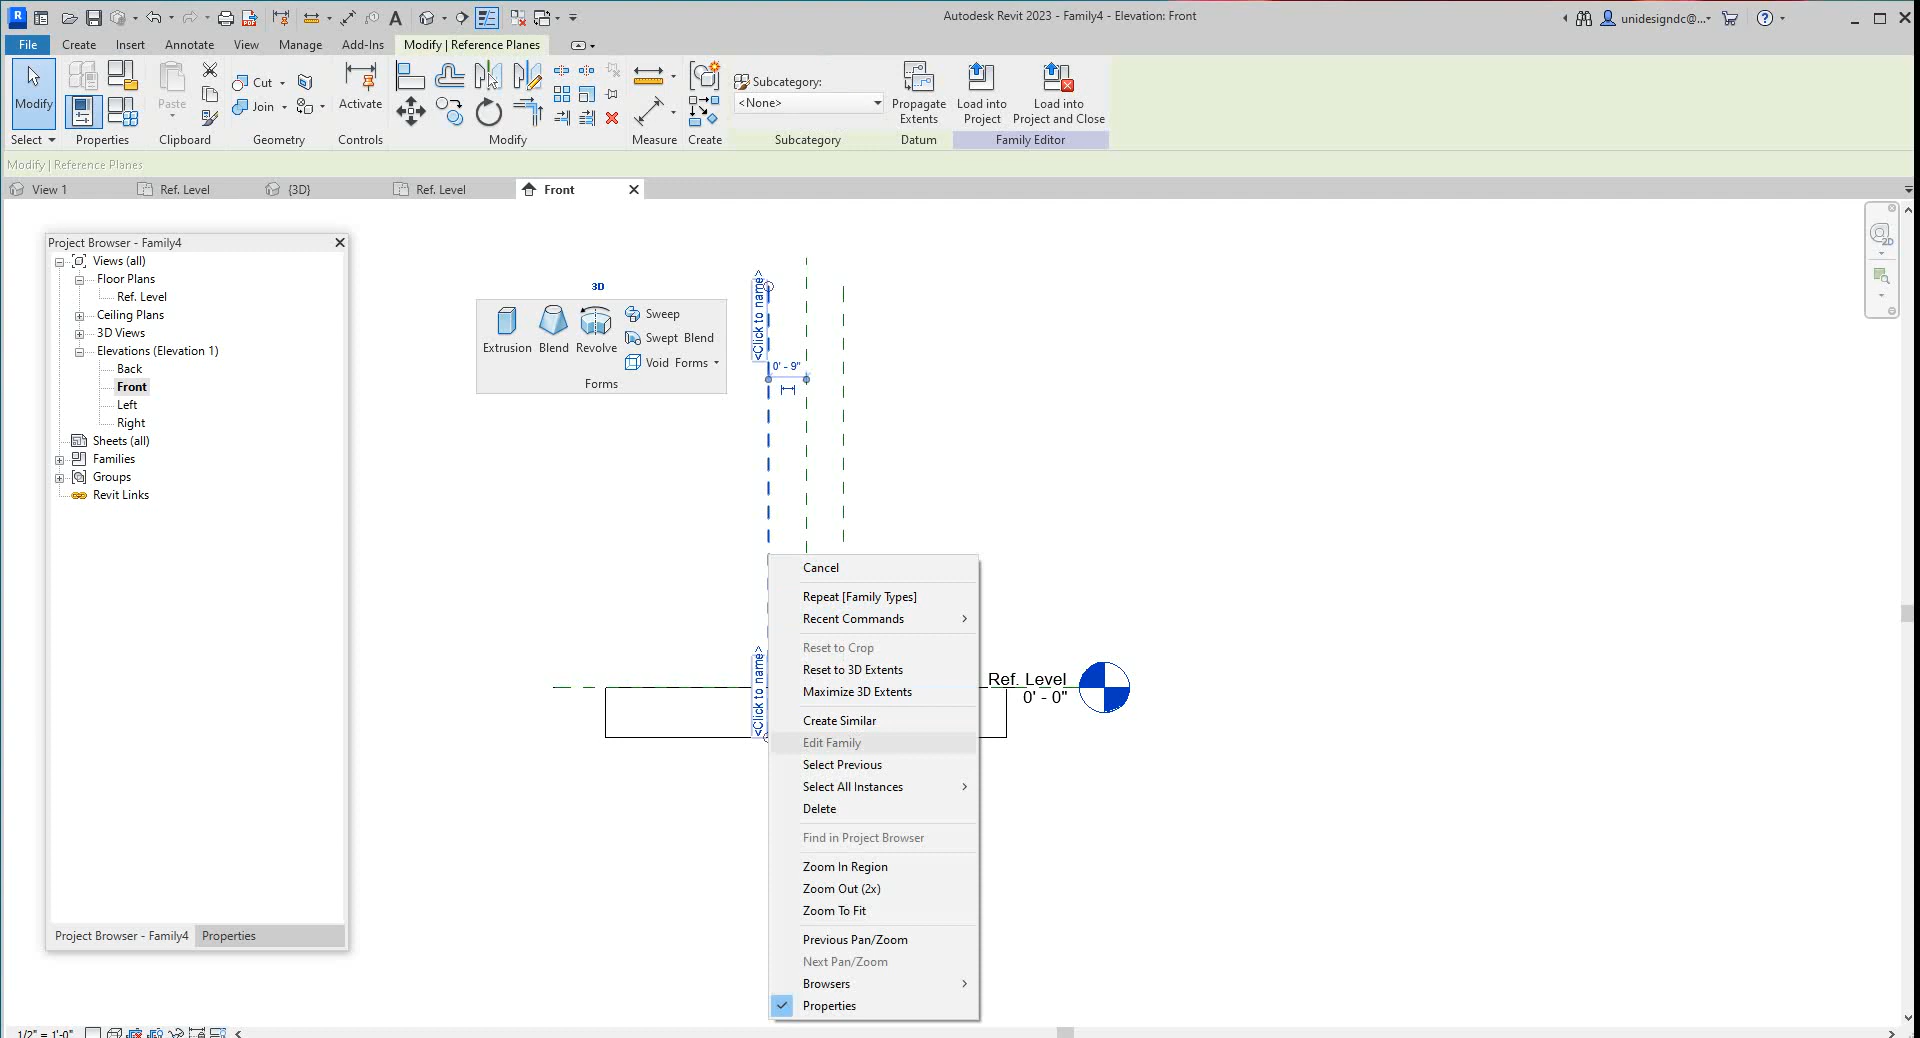 Autodesk Revit 2023 - Family4 - Elevation: Front
unidesigndc@...
File
Create
Insert
Annotate
View
Manage
Add-Ins
Modify | Reference Planes
Modify
Paste
Cut
Join
Activate
Subcategory:
<None>
Propagate
Extents
Load into
Project
Load into
Project and Close
Select
Properties
Clipboard
Geometry
Controls
Modify
Measure
Create
Subcategory
Datum
Family Editor
Modify | Reference Planes
View 1
Ref. Level
{3D}
Ref. Level
Front
Project Browser - Family4
Views (all)
Floor Plans
Ref. Level
Ceiling Plans
3D Views
Elevations (Elevation 1)
Back
Front
Left
Right
Sheets (all)
Families
Groups
Revit Links
Project Browser - Family4
Properties
3D
Extrusion
Blend
Revolve
Sweep
Swept Blend
Void Forms
Forms
<Click to name>
0' - 9"
<Click to name>
Ref. Level
0' - 0"
2D
Cancel
Repeat [Family Types]
Recent Commands
Reset to Crop
Reset to 3D Extents
Maximize 3D Extents
Create Similar
Edit Family
Select Previous
Select All Instances
Delete
Find in Project Browser
Zoom In Region
Zoom Out (2x)
Zoom To Fit
Previous Pan/Zoom
Next Pan/Zoom
Browsers
Properties
1/2" = 1'-0"